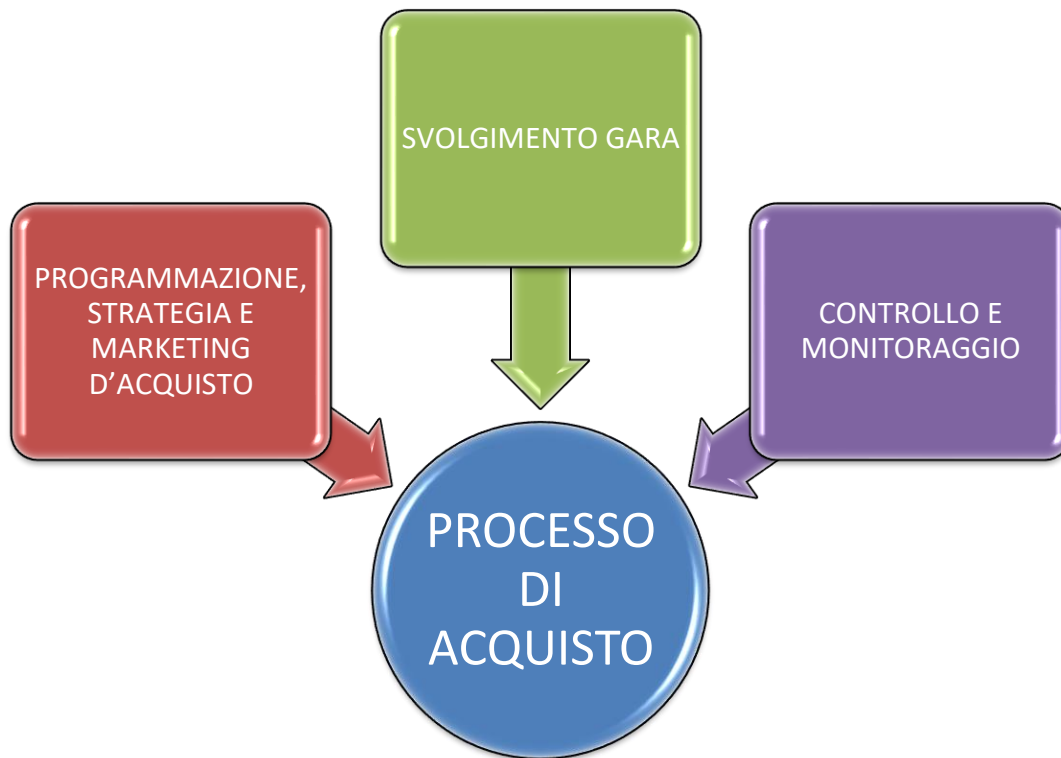 SVOLGIMENTO GARA
PROGRAMMAZIONE,
STRATEGIA E
MARKETING
D’ACQUISTO
CONTROLLO E
MONITORAGGIO
PROCESSO
DI
ACQUISTO